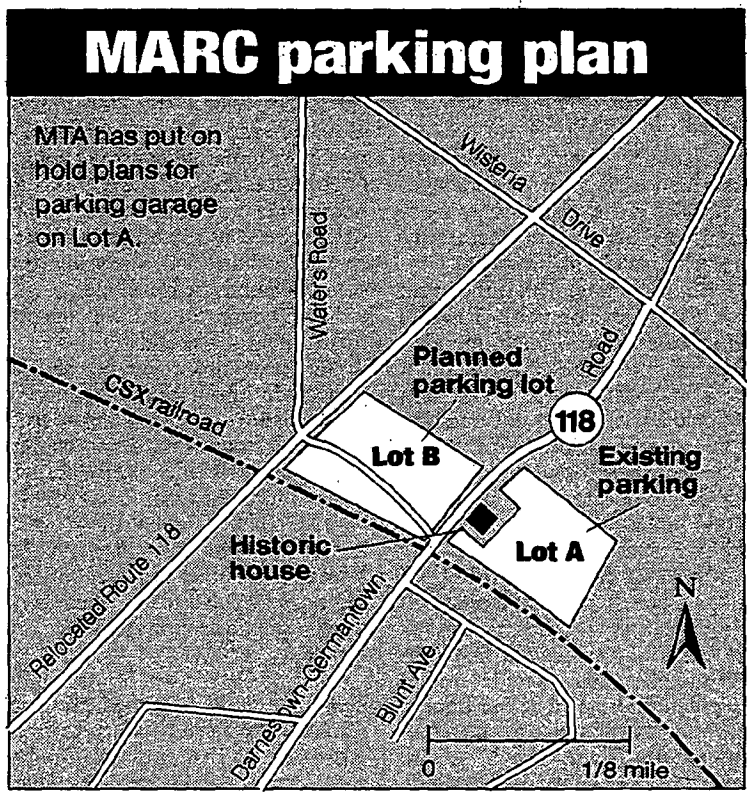 MARC parking plan
MTA has put on
hold plans for
parking garage
on Lot A.
Wisteria
Drive
Waters Road
Planned
parking lot
Road
118
CSX railroad
Lot B
Existing
parking
Historic
house
Lot A
Relocated Route 118
Darnestown-Germantown
Blunt Ave.
N
0
1/8 mile